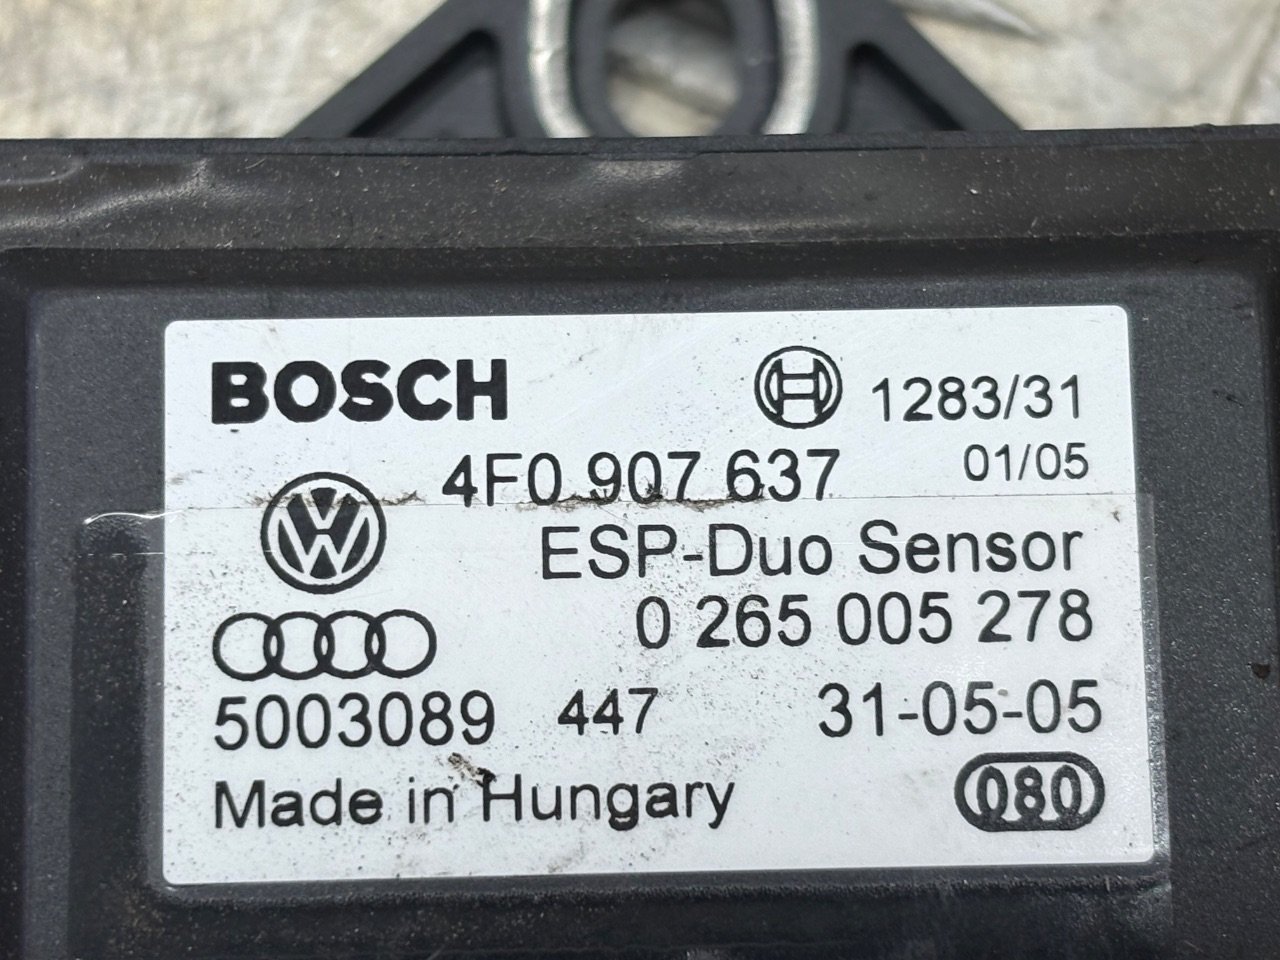 BOSCH
1283/31
4F0 907 637
01/05
ESP-Duo Sensor
0 265 005 278
5003089 447 31-05-05
Made in Hungary
080